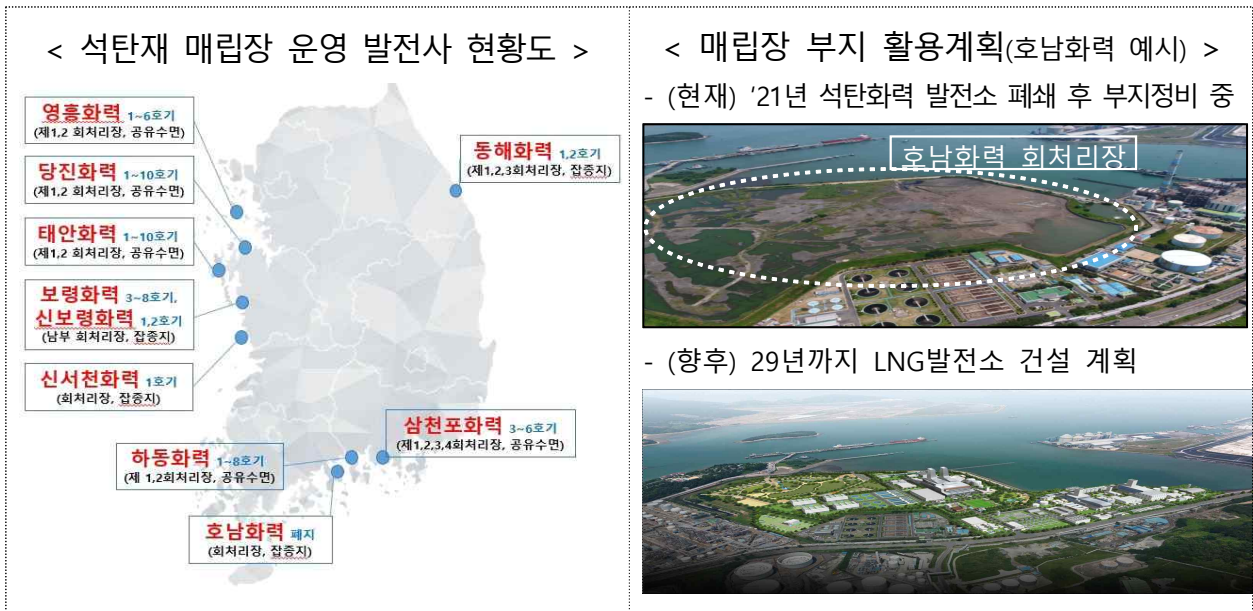 < 석탄재 매립장 운영 발전사 현황도 >
영흥화력 1~6호기
(제1,2 회처리장, 공유수면)
당진화력 1~10호기
(제1,2 회처리장, 공유수면)
태안화력 1~10호기
(제1,2 회처리장, 공유수면)
보령화력 3~8호기,
신보령화력 1,2호기
(남부 회처리장, 잡종지)
신서천화력 1호기
(회처리장, 잡종지)
동해화력 1,2호기
(제1,2,3회처리장, 잡종지)
삼천포화력 3~6호기
(제1,2,3,4회처리장, 공유수면)
하동화력 1~8호기
(제 1,2회처리장, 공유수면)
호남화력 폐지
(회처리장, 잡종지)
< 매립장 부지 활용계획(호남화력 예시) >
- (현재) '21년 석탄화력 발전소 폐쇄 후 부지정비 중
호남화력 회처리장
- (향후) 29년까지 LNG발전소 건설 계획